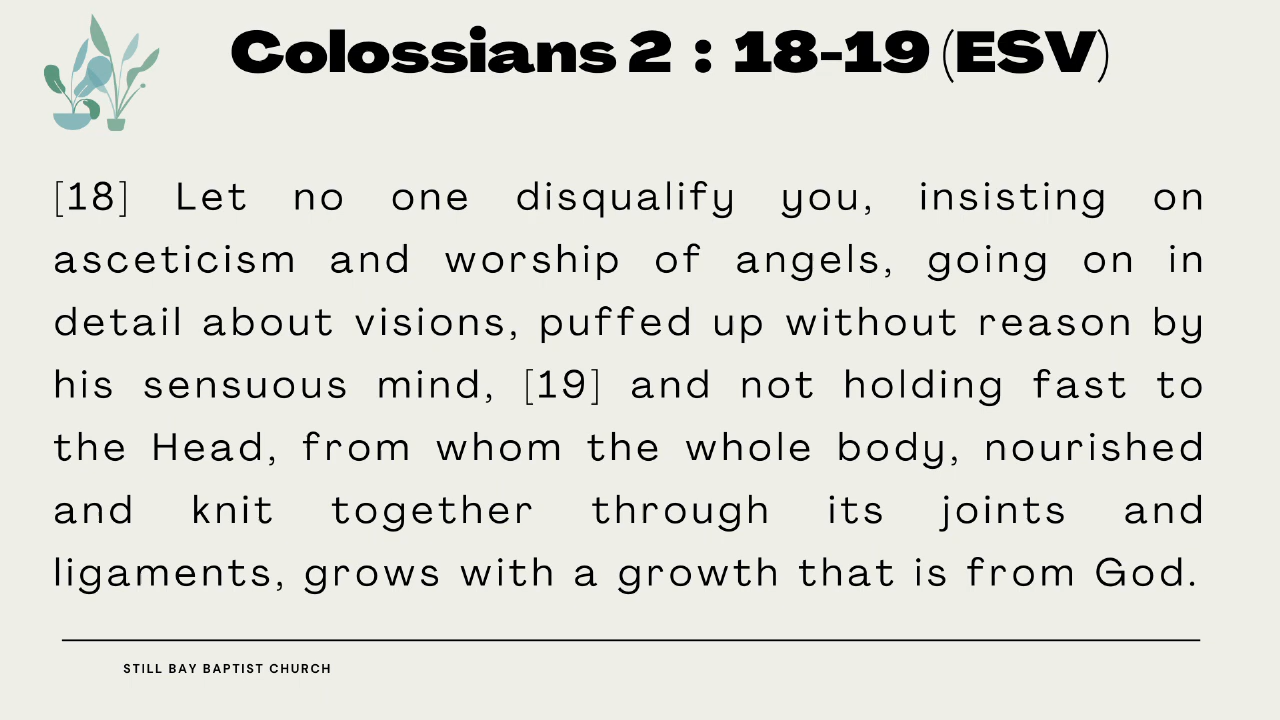 Colossians 2 : 18-19 (ESV)
[18] Let no one disqualify you, insisting on
asceticism and worship of angels, going on in
detail about visions, puffed up without reason by
his sensuous mind, [19] and not holding fast to
the Head, from whom the whole body, nourished
and knit together through its joints and
ligaments, grows with a growth that is from God.
STILL BAY BAPTIST CHURCH